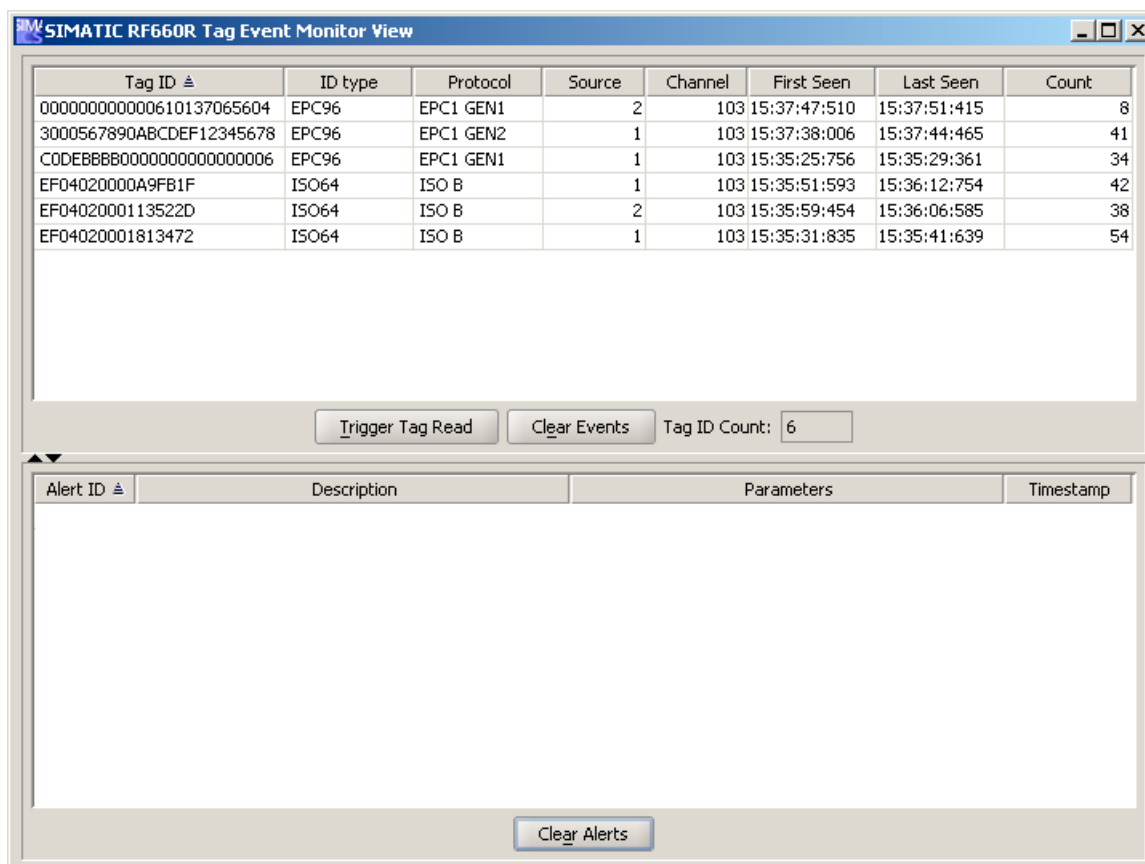 SIMATIC RF660R Tag Event Monitor View
Tag ID ID type Protocol Source Channel First Seen Last Seen Count
000000000000610137065604 EPC96 EPC1 GEN1 2 103 15:37:47:510 15:37:51:415 8
3000567890ABCDEF12345678 EPC96 EPC1 GEN2 1 103 15:37:38:006 15:37:44:465 41
C0DEBBBB0000000000000006 EPC96 EPC1 GEN1 1 103 15:35:25:756 15:35:29:361 34
EF04020000A9FB1F ISO64 ISO B 1 103 15:35:51:593 15:36:12:754 42
EF0402000113522D ISO64 ISO B 2 103 15:35:59:454 15:36:06:585 38
EF04020001813472 ISO64 ISO B 1 103 15:35:31:835 15:35:41:639 54
Trigger Tag Read Clear Events Tag ID Count: 6
Alert ID Description Parameters Timestamp
Clear Alerts